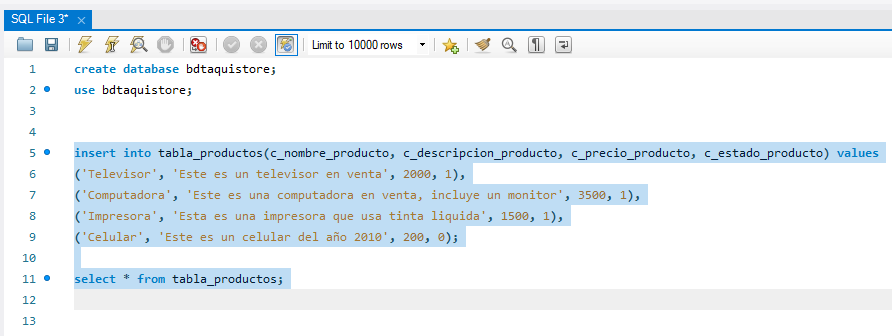 SQL File 3*
Limit to 10000 rows
1 create database bdtaquistore;
2 use bdtaquistore;
3
4
5 insert into tabla_productos(c_nombre_producto, c_descripcion_producto, c_precio_producto, c_estado_producto) values
6 ('Televisor', 'Este es un televisor en venta', 2000, 1),
7 ('Computadora', 'Este es una computadora en venta, incluye un monitor', 3500, 1),
8 ('Impresora', 'Esta es una impresora que usa tinta liquida', 1500, 1),
9 ('Celular', 'Este es un celular del año 2010', 200, 0);
10
11 select * from tabla_productos;
12
13